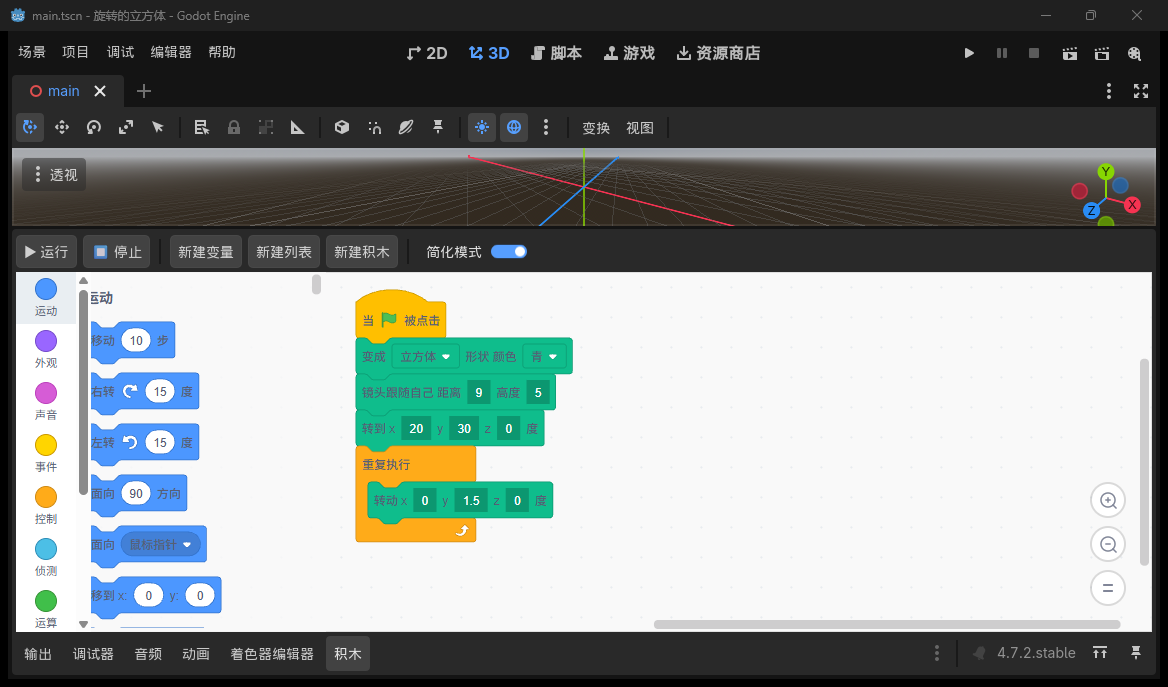 main.tscn - 旋转的立方体 - Godot Engine
场景 项目 调试 编辑器 帮助 2D 3D 脚本 游戏 资源商店
main
变换 视图
透视
Y
X
Z
运行 停止 新建变量 新建列表 新建积木 简化模式
运动
外观
声音
事件
控制
侦测
运算
运动
移动 10 步
右转 15 度
左转 15 度
面向 90 方向
面向 鼠标指针
移到 x: 0 y: 0
当 被点击
变成 立方体 形状 颜色 青
镜头跟随自己 距离 9 高度 5
转到 x 20 y 30 z 0 度
重复执行
转动 x 0 y 1.5 z 0 度
输出 调试器 音频 动画 着色器编辑器 积木 4.7.2.stable